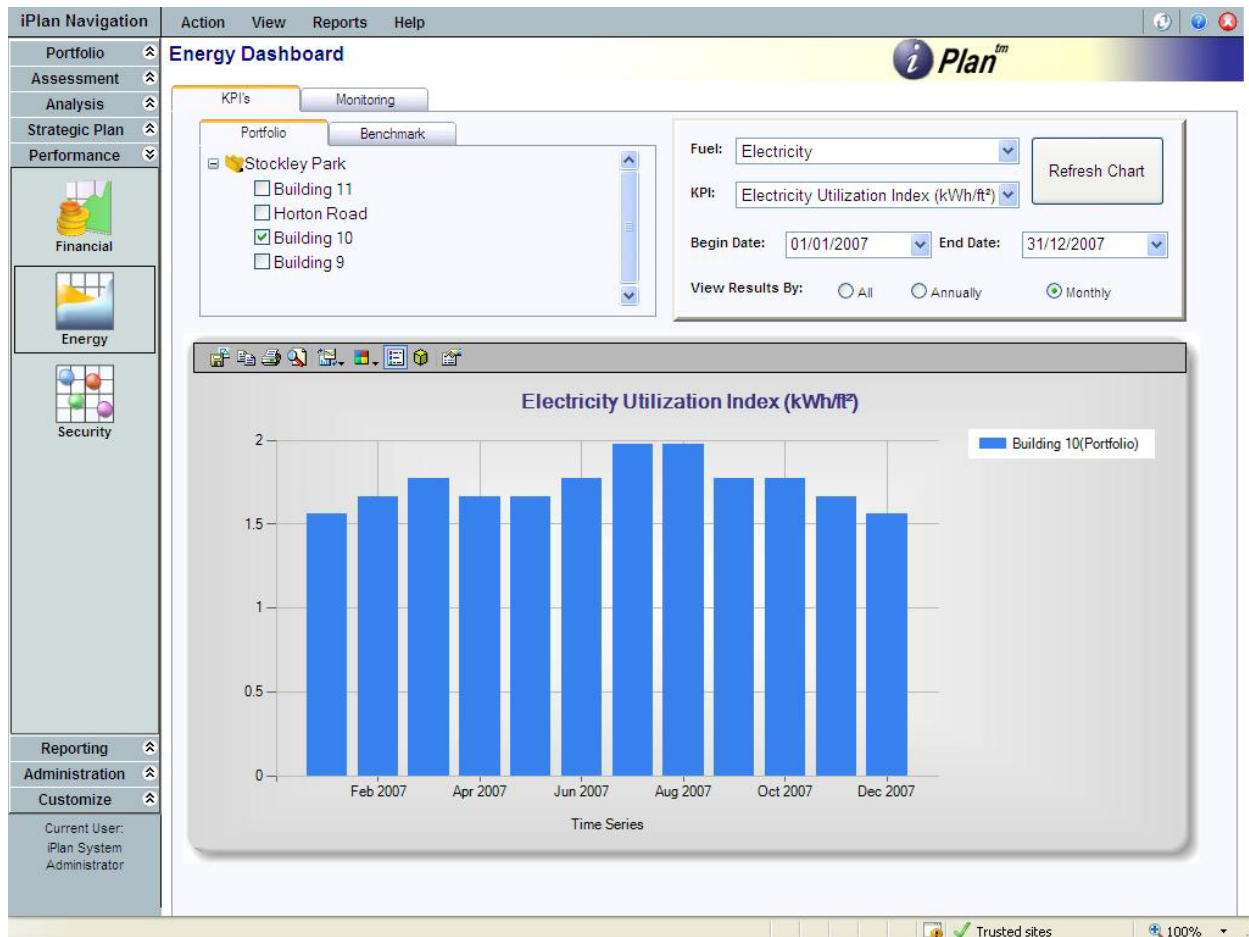 iPlan Navigation
Action View Reports Help
Portfolio
Assessment
Analysis
Strategic Plan
Performance
Financial
Energy
Security
Reporting
Administration
Customize
Current User:
iPlan System
Administrator
Energy Dashboard
i Plan tm
KPI's Monitoring
Portfolio Benchmark
Stockley Park
Building 11
Horton Road
Building 10
Building 9
Fuel: Electricity
Refresh Chart
KPI: Electricity Utilization Index (kWh/ft²)
Begin Date: 01/01/2007 End Date: 31/12/2007
View Results By: All Annually Monthly
Electricity Utilization Index (kWh/ft²)
Building 10(Portfolio)
2
1.5
1
0.5
0
Feb 2007 Apr 2007 Jun 2007 Aug 2007 Oct 2007 Dec 2007
Time Series
Trusted sites 100%